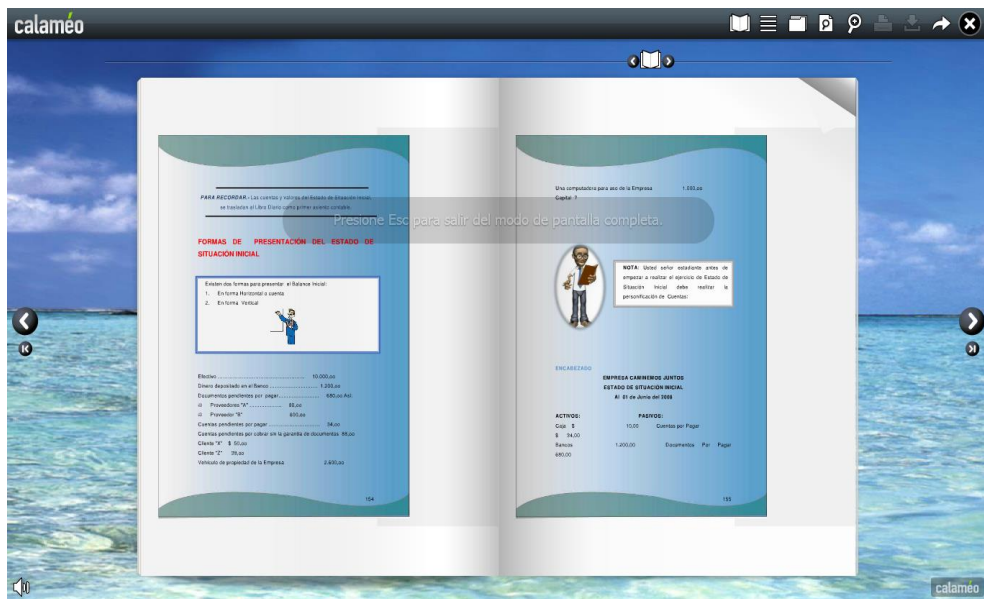 calaméo
PARA RECORDAR.- Las cuentas y valores del Estado de Situación Inicial
se trasladan al Libro Diario como primer asiento contable.
Presione Esc para salir del modo de pantalla completa.
FORMAS DE PRESENTACIÓN DEL ESTADO DE
SITUACIÓN INICIAL
Existen dos formas para presentar el Balance Inicial:
1. En forma Horizontal o cuenta
2. En forma Vertical
Efectivo ........................................ 10.000,oo
Dinero depositado en el Banco ........................ 1.200,oo
Documentos pendientes por pagar.................. 680,oo Así:
Proveedores "A" .................. 80,oo
Proveedor "B" 600,oo
Cuentas pendientes por pagar ............................ 34,oo
Cuentas pendientes por cobrar sin la garantía de documentos 86,oo
Cliente "X" $ 50,oo
Cliente "Z" 36,oo
Vehículo de propiedad de la Empresa 2.600,oo
104
Una computadora para uso de la Empresa 1.000,oo
Capital ?
NOTA: Usted señor estudiante antes de
empezar a realizar el ejercicio de Estado de
Situación Inicial debe realizar la
personificación de Cuentas:
ENCABEZADO
EMPRESA CAMINEMOS JUNTOS
ESTADO DE SITUACIÓN INICIAL
Al 01 de Junio del 2008
ACTIVOS: PASIVOS:
Caja $ 10,00 Cuentas por Pagar
$ 34,00
Bancos 1.200,00 Documentos Por Pagar
680,00
105
calaméo